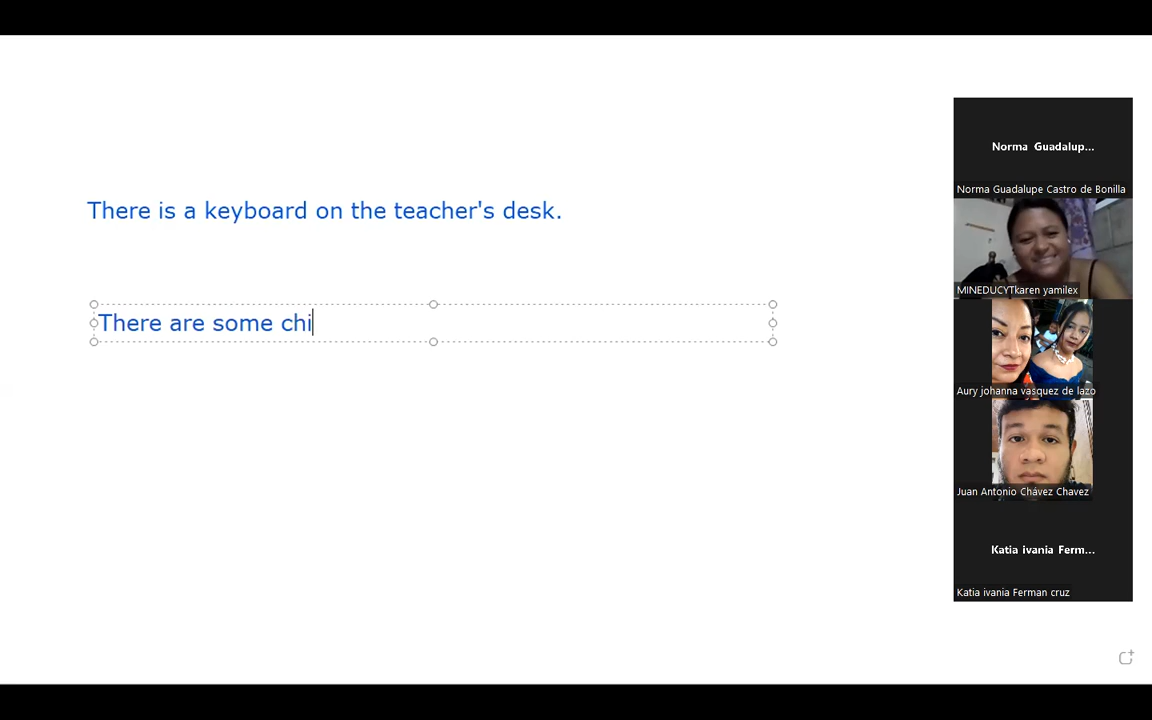 Norma Guadalup...
Norma Guadalupe Castro de Bonilla
There is a keyboard on the teacher's desk.
MINEDUCYTkaren yamilex
There are some chi
Aury johanna vasquez de lazo
Juan Antonio Chávez Chavez
Katia ivania Ferm...
Katia ivania Ferman cruz